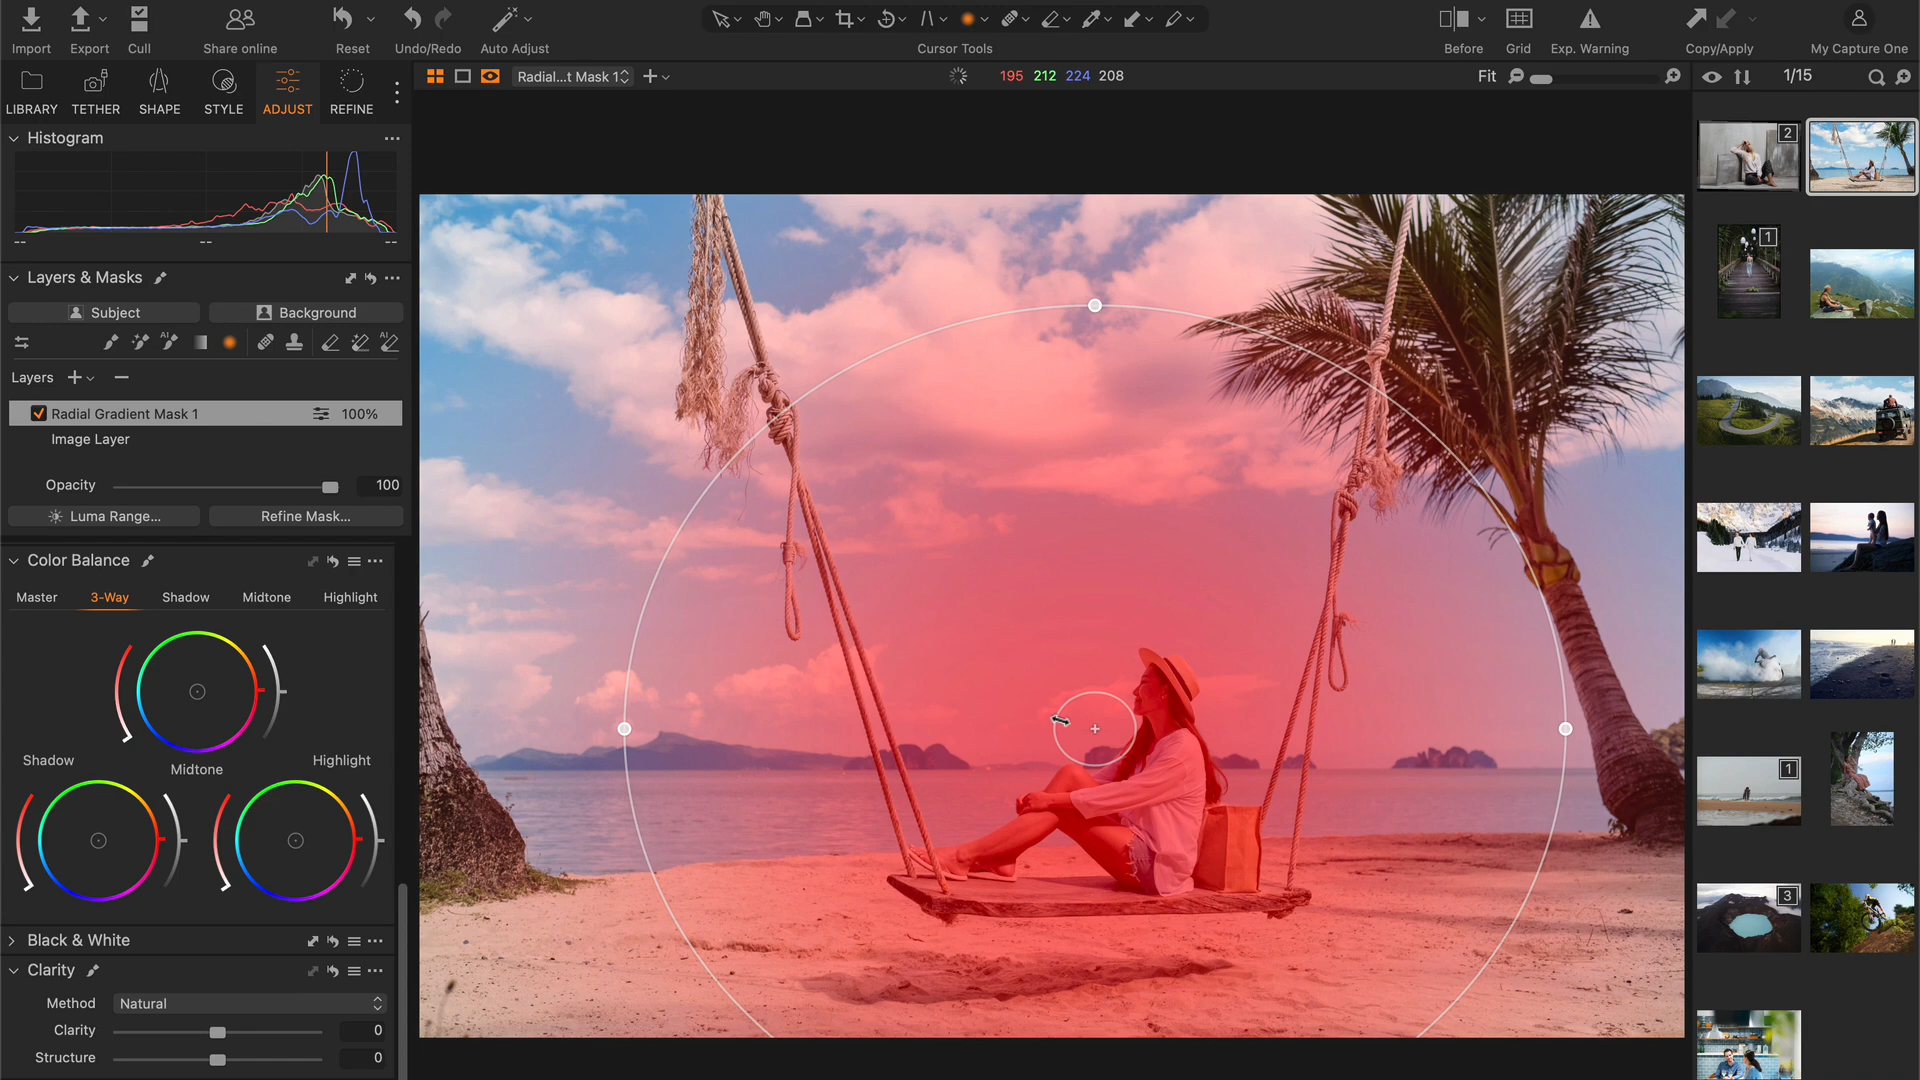 Import Export Cull Share online Reset Undo/Redo Auto Adjust Cursor Tools Before Grid Exp. Warning Copy/Apply My Capture One
LIBRARY TETHER SHAPE STYLE ADJUST REFINE
Radial...t Mask 1
195 212 224 208
Fit
1/15
Histogram
-- -- --
Layers & Masks
Subject Background
AI AI
Layers
Radial Gradient Mask 1 100%
Image Layer
Opacity 100
Luma Range... Refine Mask...
Color Balance
Master 3-Way Shadow Midtone Highlight
Shadow Midtone Highlight
Black & White
Clarity
Method Natural
Clarity 0
Structure 0
2
1
1
3